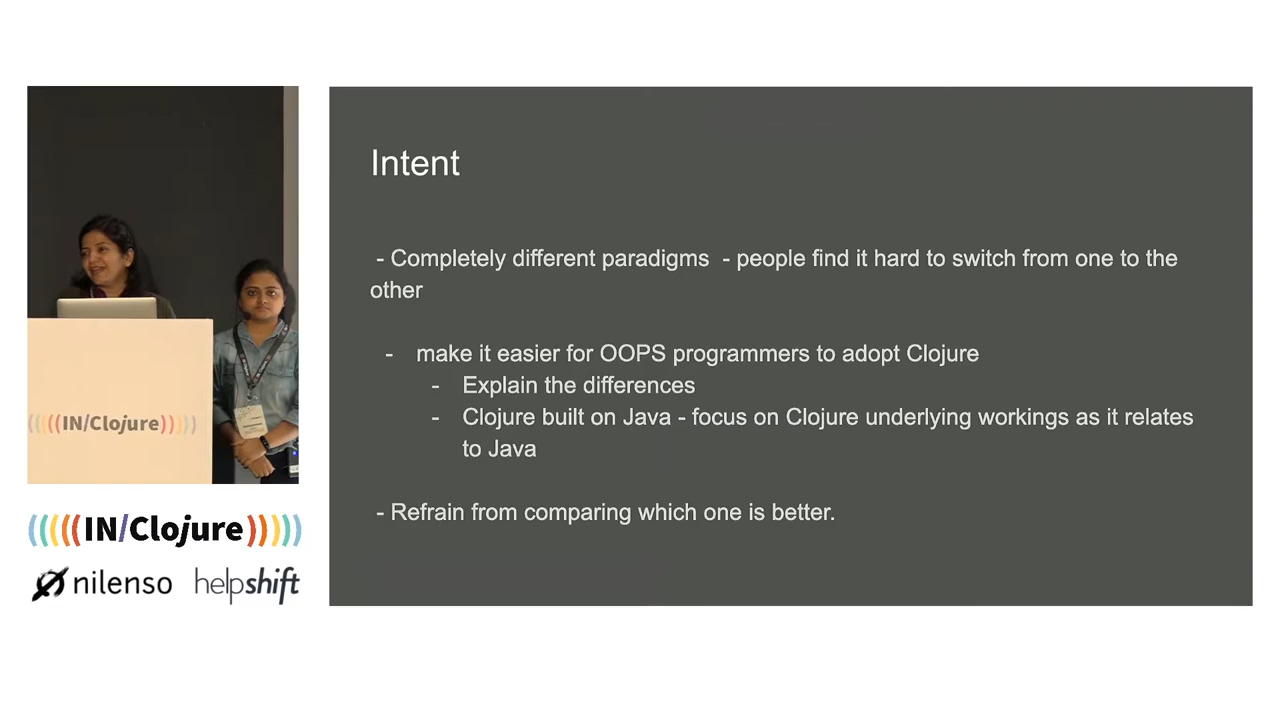 Intent
- Completely different paradigms - people find it hard to switch from one to the
other
- make it easier for OOPS programmers to adopt Clojure
- Explain the differences
- Clojure built on Java - focus on Clojure underlying workings as it relates
to Java
- Refrain from comparing which one is better.
(((((IN/Clojure)))))
(((((IN/Clojure)))))
nilenso helpshift